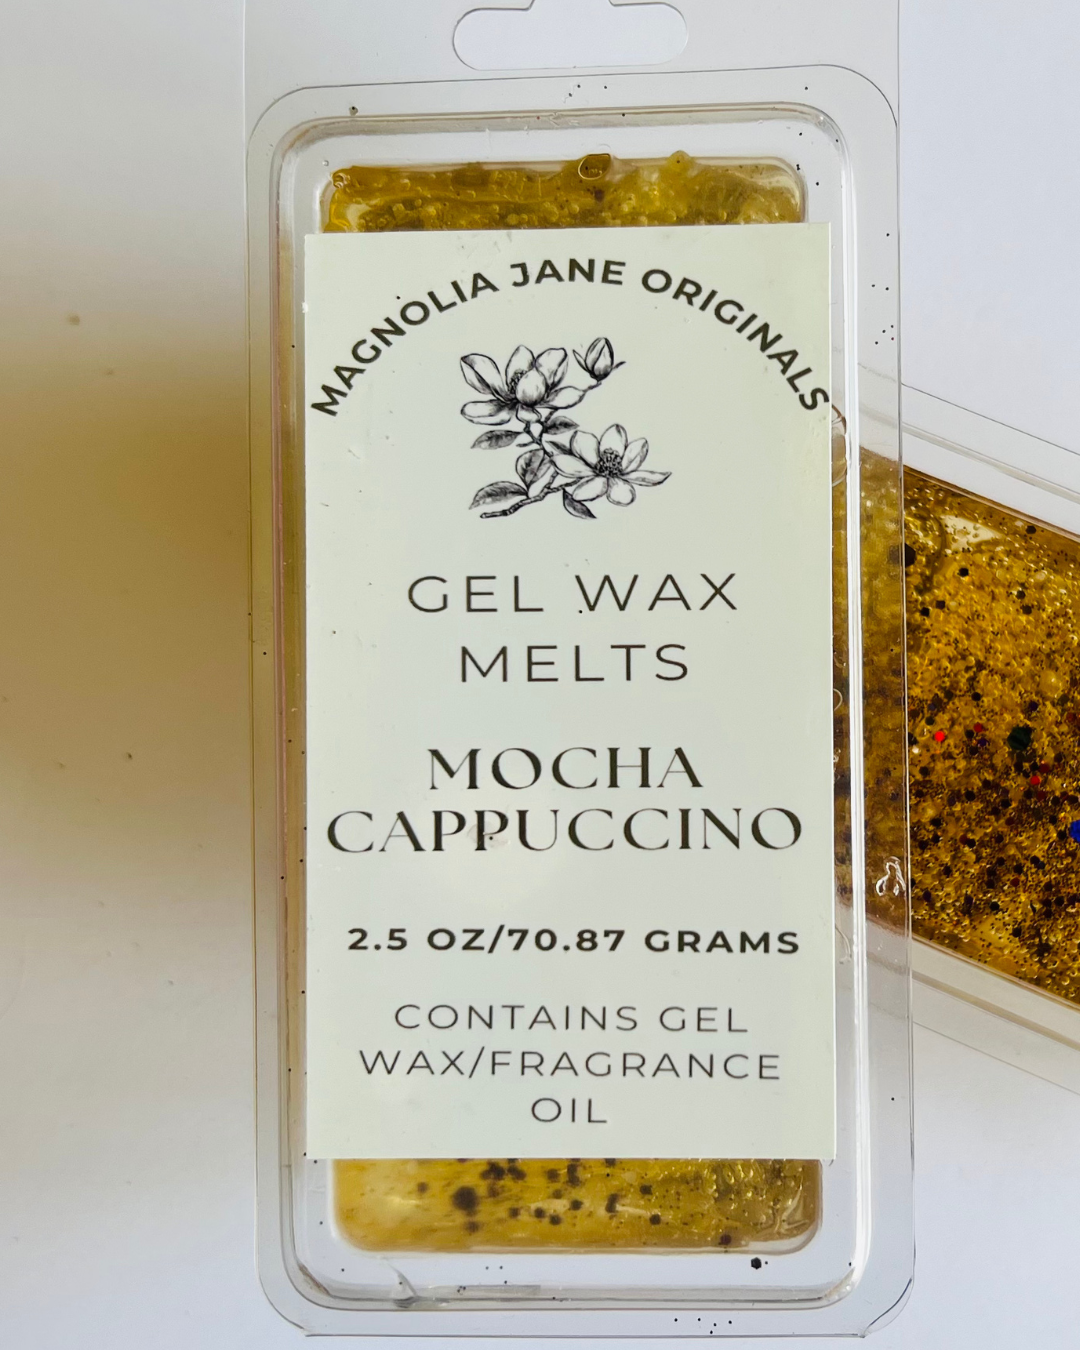 MAGNOLIA JANE ORIGINALS
GEL WAX
MELTS
MOCHA
CAPPUCCINO
2.5 OZ/70.87 GRAMS
CONTAINS GEL
WAX/FRAGRANCE
OIL